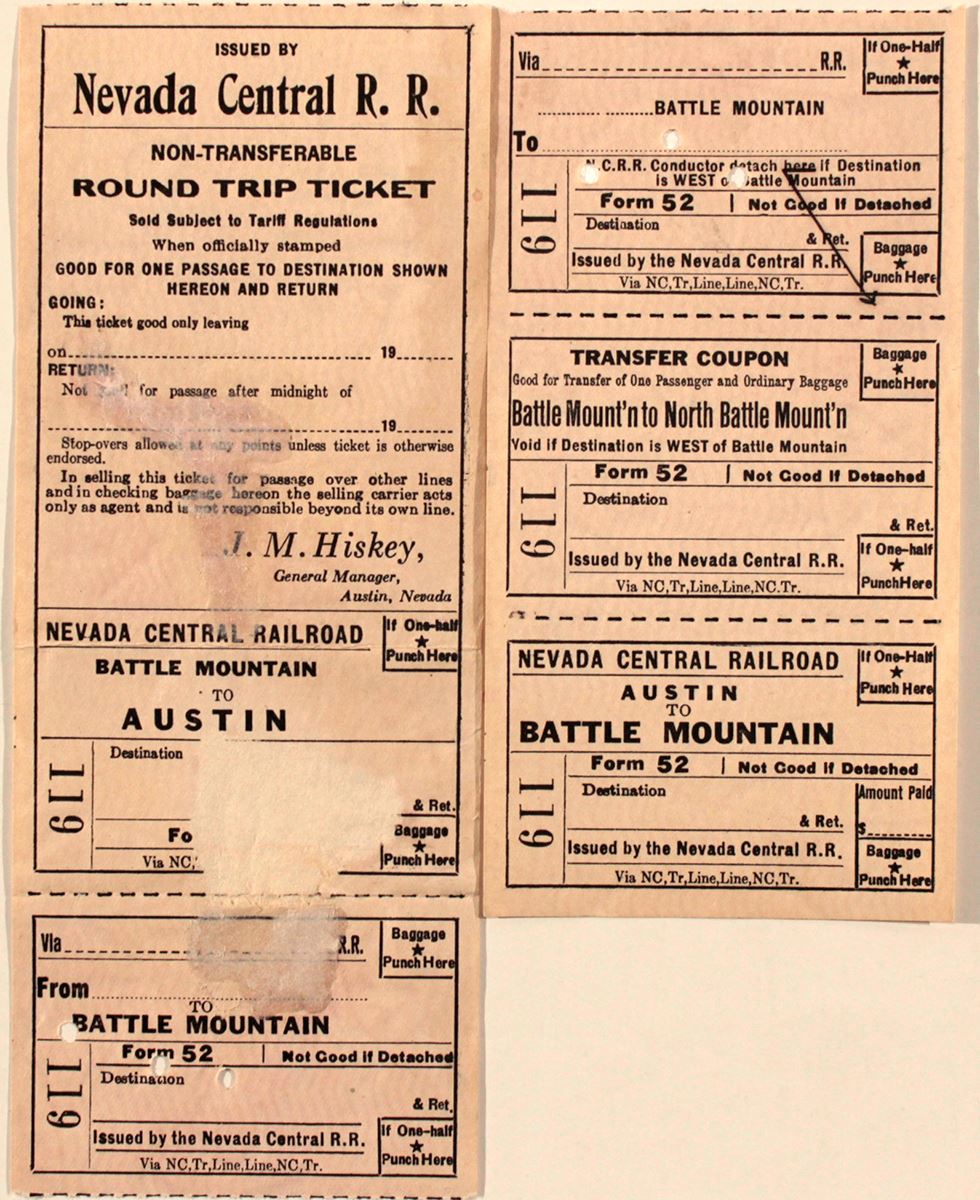 ISSUED BY
Nevada Central R. R.
NON-TRANSFERABLE
ROUND TRIP TICKET
Sold Subject to Tariff Regulations
When officially stamped
GOOD FOR ONE PASSAGE TO DESTINATION SHOWN
HEREON AND RETURN
GOING:
This ticket good only leaving
on 19
RETURN:
Not for passage after midnight of
19
Stop-overs allowed at any points unless ticket is otherwise
endorsed.
In selling this ticket for passage over other lines
and in checking baggage hereon the selling carrier acts
only as agent and is not responsible beyond its own line.
J. M. Hiskey,
General Manager,
Austin, Nevada
NEVADA CENTRAL RAILROAD
If One-half
★
Punch Here
BATTLE MOUNTAIN
TO
AUSTIN
119
Destination
& Ret.
Fo
Via NC,
Baggage
★
Punch Here
Via R.R.
Baggage
★
Punch Here
From
TO
BATTLE MOUNTAIN
119
Form 52 | Not Good if Detached
Destination
& Ret.
Issued by the Nevada Central R.R.
Via NC,Tr,Line,Line,NC,Tr.
If One-half
★
Punch Here
Via R.R.
If One-Half
★
Punch Here
BATTLE MOUNTAIN
To
N.C.R.R. Conductor detach here if Destination
is WEST of Battle Mountain
119
Form 52 | Not Good if Detached
Destination
& Ret.
Issued by the Nevada Central R.R.
Via NC,Tr,Line,Line,NC,Tr.
Baggage
★
Punch Here
TRANSFER COUPON
Good for Transfer of One Passenger and Ordinary Baggage
Baggage
★
Punch Here
Battle Mount'n to North Battle Mount'n
Void if Destination is WEST of Battle Mountain
119
Form 52 | Not Good if Detached
Destination
& Ret.
Issued by the Nevada Central R.R.
Via NC,Tr,Line,Line,NC.Tr.
If One-half
★
Punch Here
NEVADA CENTRAL RAILROAD
If One-Half
★
Punch Here
AUSTIN
TO
BATTLE MOUNTAIN
119
Form 52 | Not Good if Detached
Destination
& Ret.
Amount Paid
$
Issued by the Nevada Central R.R.
Via NC,Tr,Line,Line,NC,Tr.
Baggage
★
Punch Here